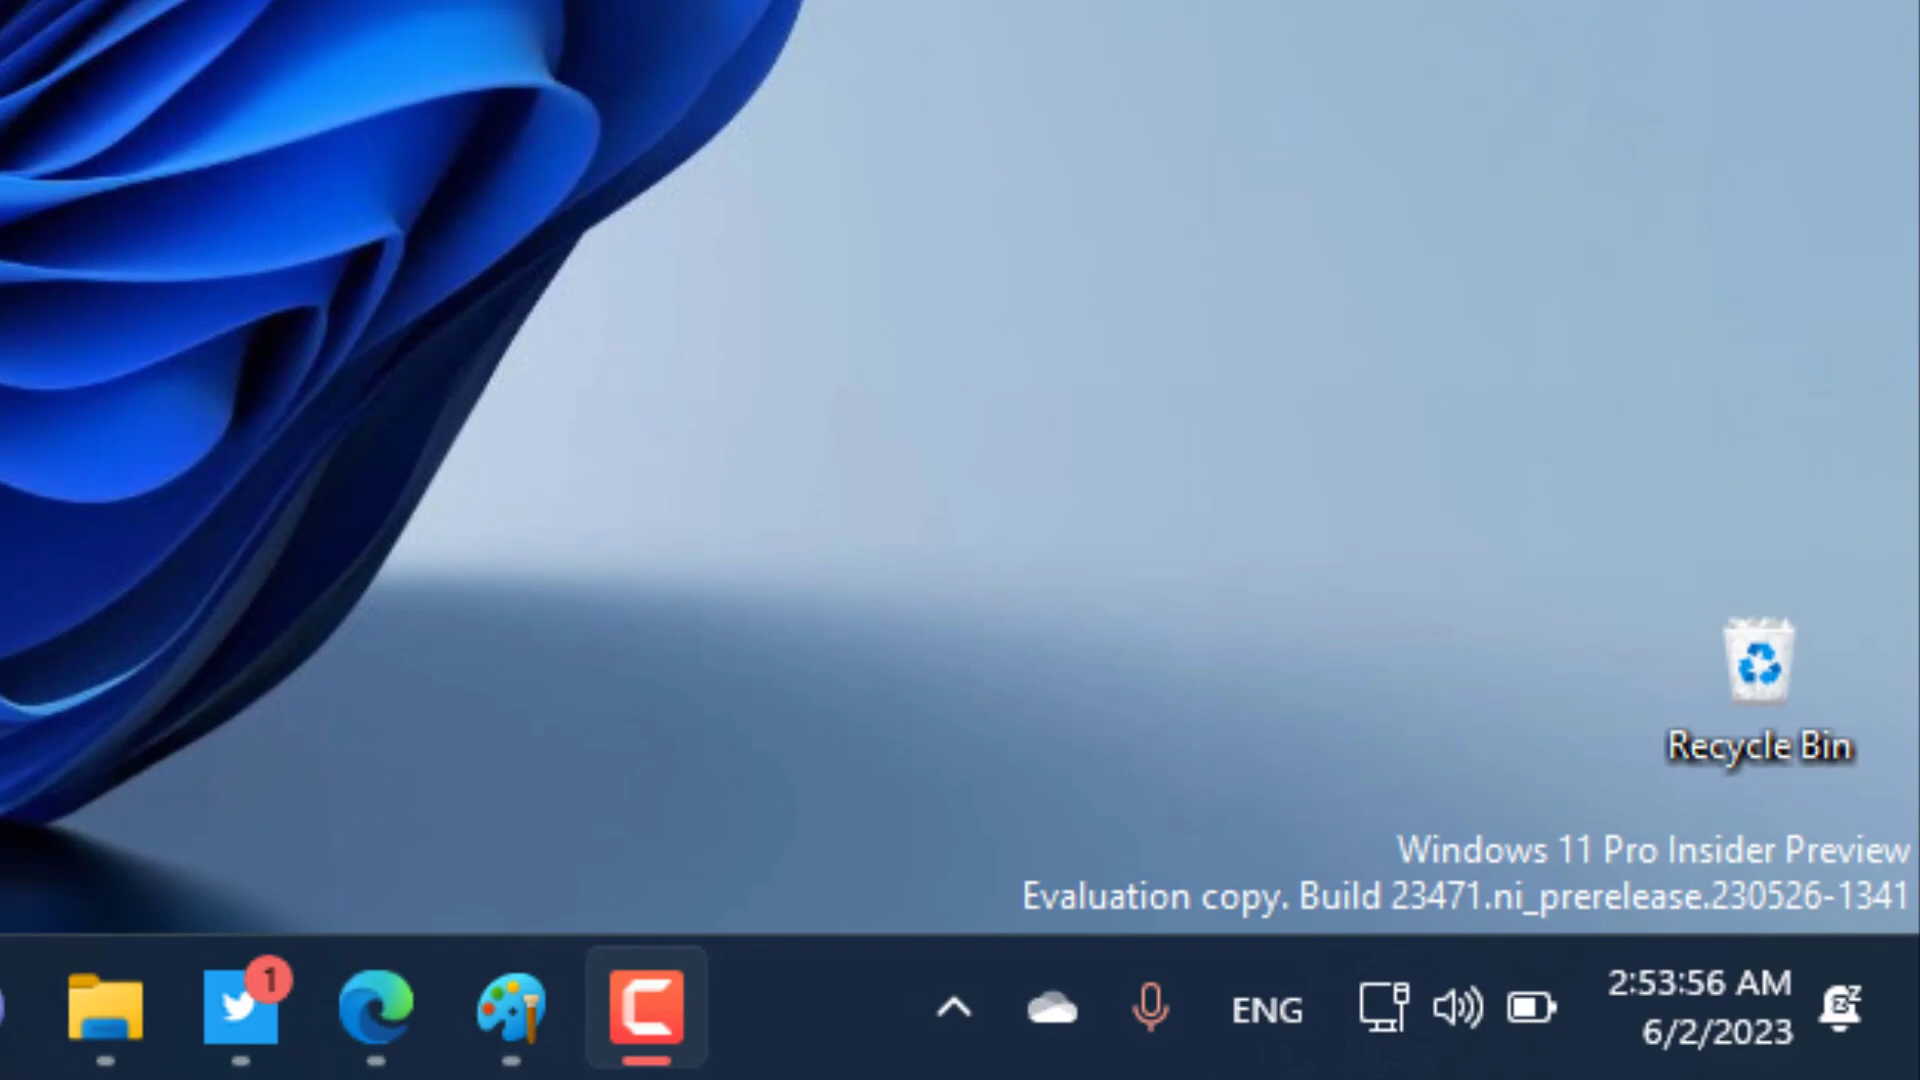 Recycle Bin
Windows 11 Pro Insider Preview
Evaluation copy. Build 23471.ni_prerelease.230526-1341
1
ENG
2:53:56 AM
6/2/2023